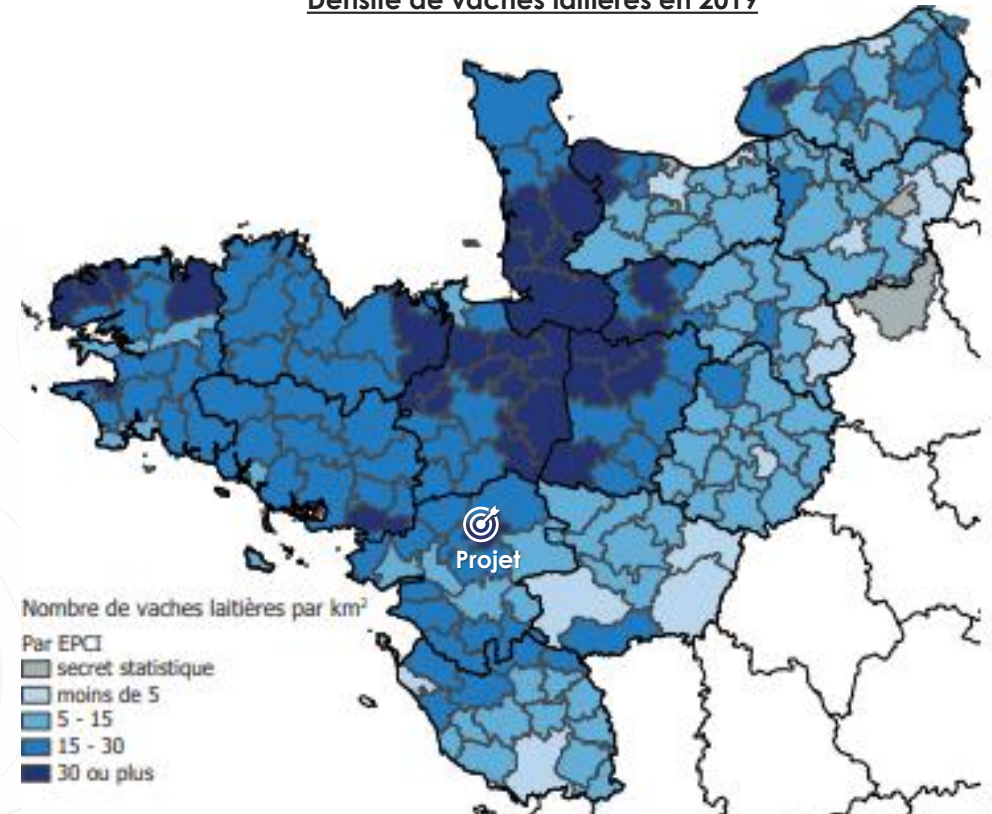 Densité de vaches laitières en 2019
Projet
Nombre de vaches laitières par km²
Par EPCI
secret statistique
moins de 5
5 - 15
15 - 30
30 ou plus